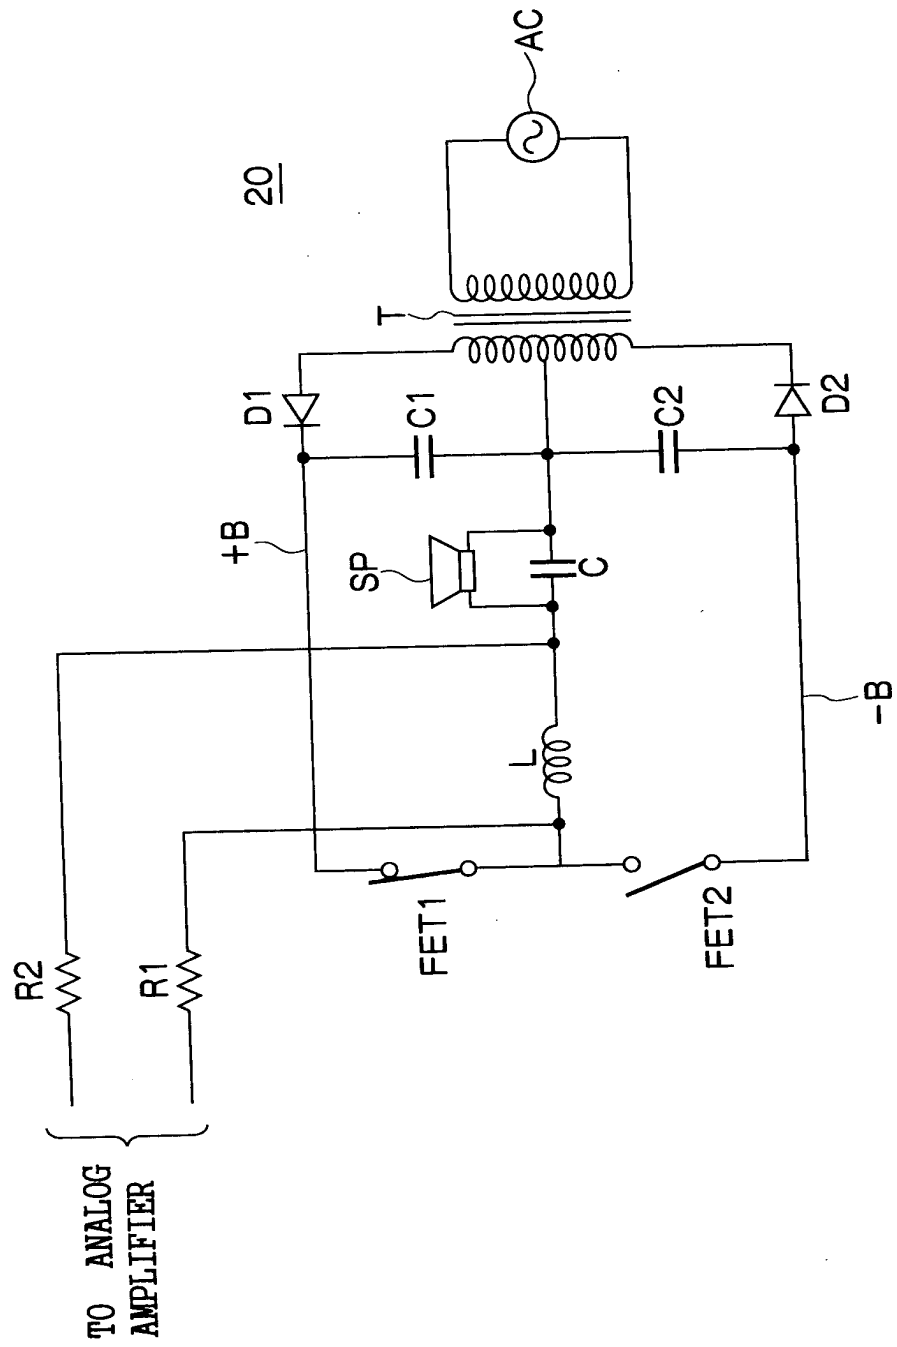 20
AC
T
D1
C1
C2
D2
+B
SP
C
-B
L
R2
R1
FET1
FET2
TO ANALOG
AMPLIFIER